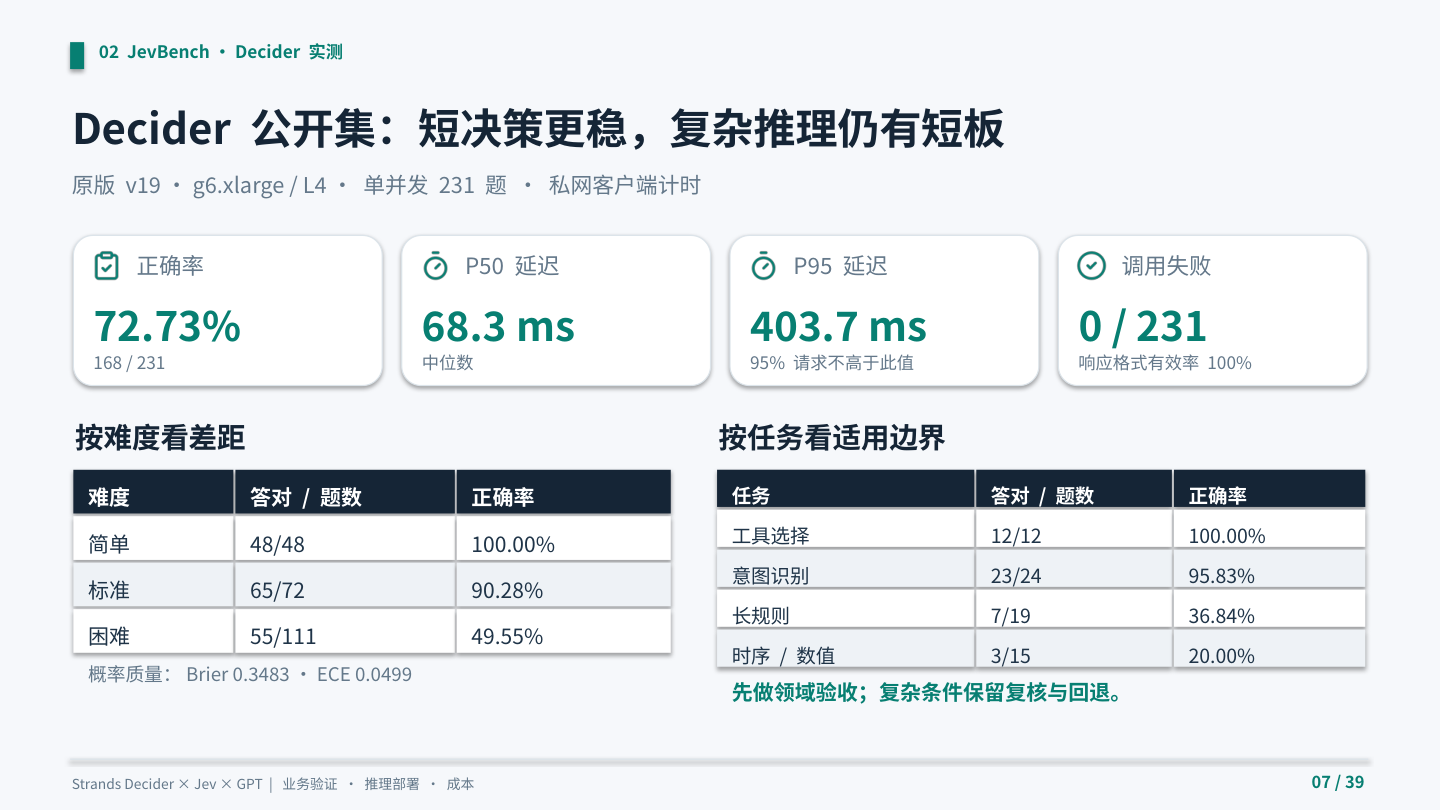 02 JevBench · Decider 实测
Decider 公开集：短决策更稳，复杂推理仍有短板
原版 v19 · g6.xlarge / L4 · 单并发 231 题 · 私网客户端计时
正确率
72.73%
168 / 231
P50 延迟
68.3 ms
中位数
P95 延迟
403.7 ms
95% 请求不高于此值
调用失败
0 / 231
响应格式有效率 100%
按难度看差距
难度 答对 / 题数 正确率
简单 48/48 100.00%
标准 65/72 90.28%
困难 55/111 49.55%
概率质量： Brier 0.3483 · ECE 0.0499
按任务看适用边界
任务 答对 / 题数 正确率
工具选择 12/12 100.00%
意图识别 23/24 95.83%
长规则 7/19 36.84%
时序 / 数值 3/15 20.00%
先做领域验收；复杂条件保留复核与回退。
Strands Decider × Jev × GPT | 业务验证 · 推理部署 · 成本
07 / 39